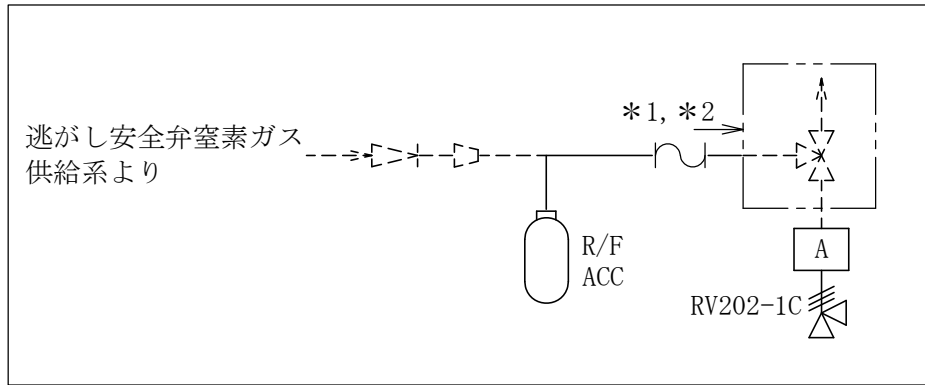 逃がし安全弁窒素ガス
供給系より
*1, *2
R/F
ACC
A
RV202-1C